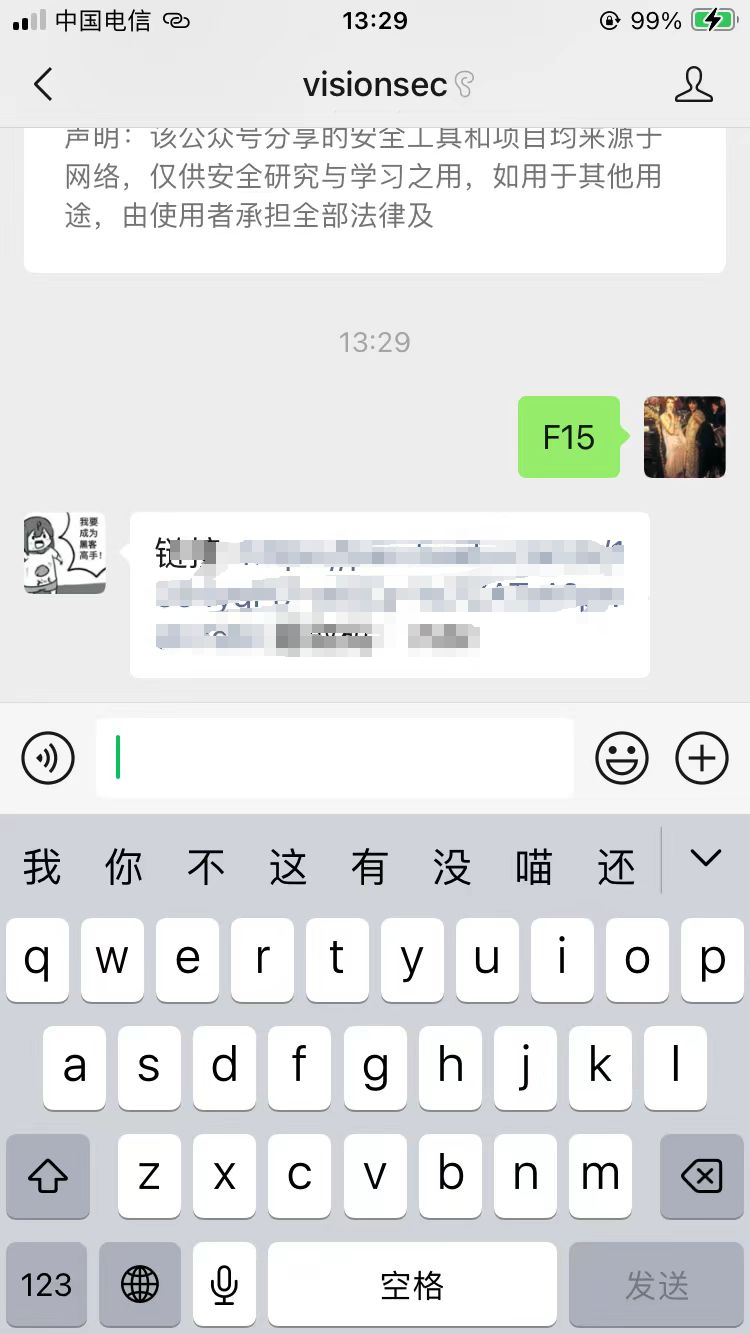 中国电信 13:29 99%
visionsec
声明：该公众号分享的安全工具和项目均来源于
网络，仅供安全研究与学习之用，如用于其他用
途，由使用者承担全部法律及
13:29
F15
我要
成为
黑客
高手！
我 你 不 这 有 没 喵 还
q w e r t y u i o p
a s d f g h j k l
z x c v b n m
123 空格 发送